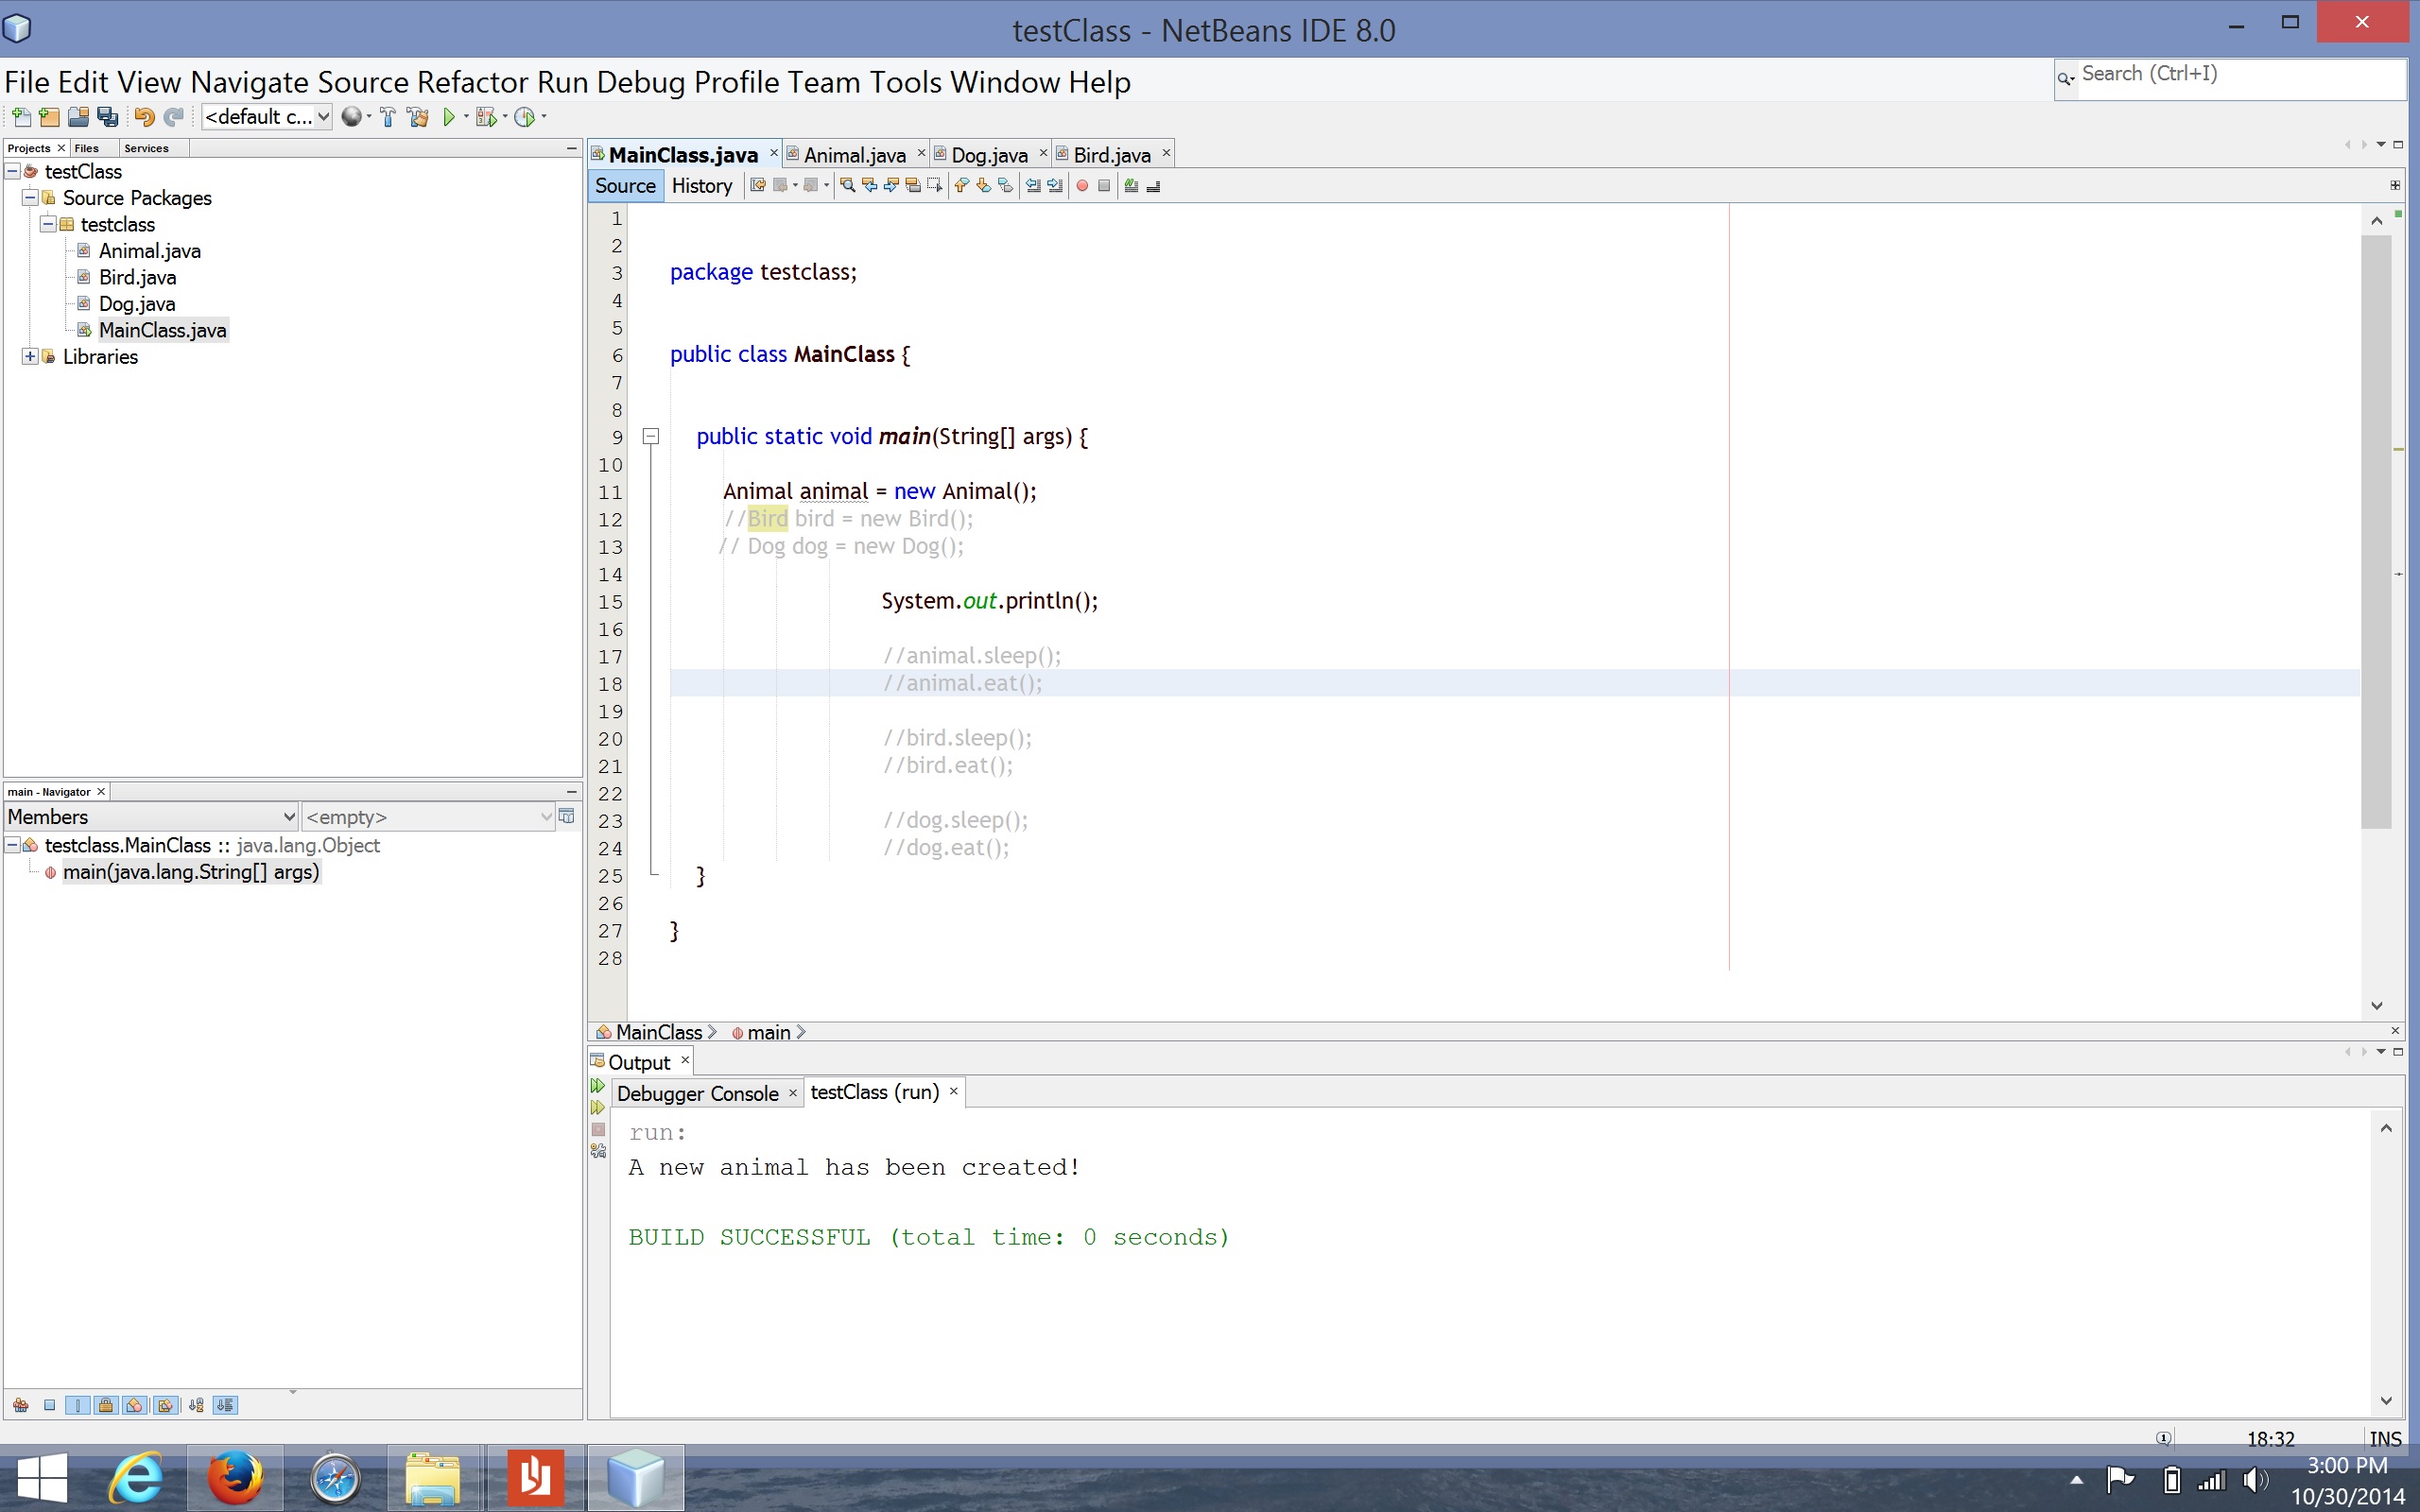 testClass - NetBeans IDE 8.0
File Edit View Navigate Source Refactor Run Debug Profile Team Tools Window Help
Search (Ctrl+I)
<default c...
Projects Files Services
testClass
Source Packages
testclass
Animal.java
Bird.java
Dog.java
MainClass.java
Libraries
main - Navigator
Members <empty>
testclass.MainClass :: java.lang.Object
main(java.lang.String[] args)
MainClass.java Animal.java Dog.java Bird.java
Source History
1
2
3 package testclass;
4
5
6 public class MainClass {
7
8
9 public static void main(String[] args) {
10
11 Animal animal = new Animal();
12 //Bird bird = new Bird();
13 // Dog dog = new Dog();
14
15 System.out.println();
16
17 //animal.sleep();
18 //animal.eat();
19
20 //bird.sleep();
21 //bird.eat();
22
23 //dog.sleep();
24 //dog.eat();
25 }
26
27 }
28
MainClass main
Output
Debugger Console testClass (run)
run:
A new animal has been created!
BUILD SUCCESSFUL (total time: 0 seconds)
18:32 INS
3:00 PM
10/30/2014